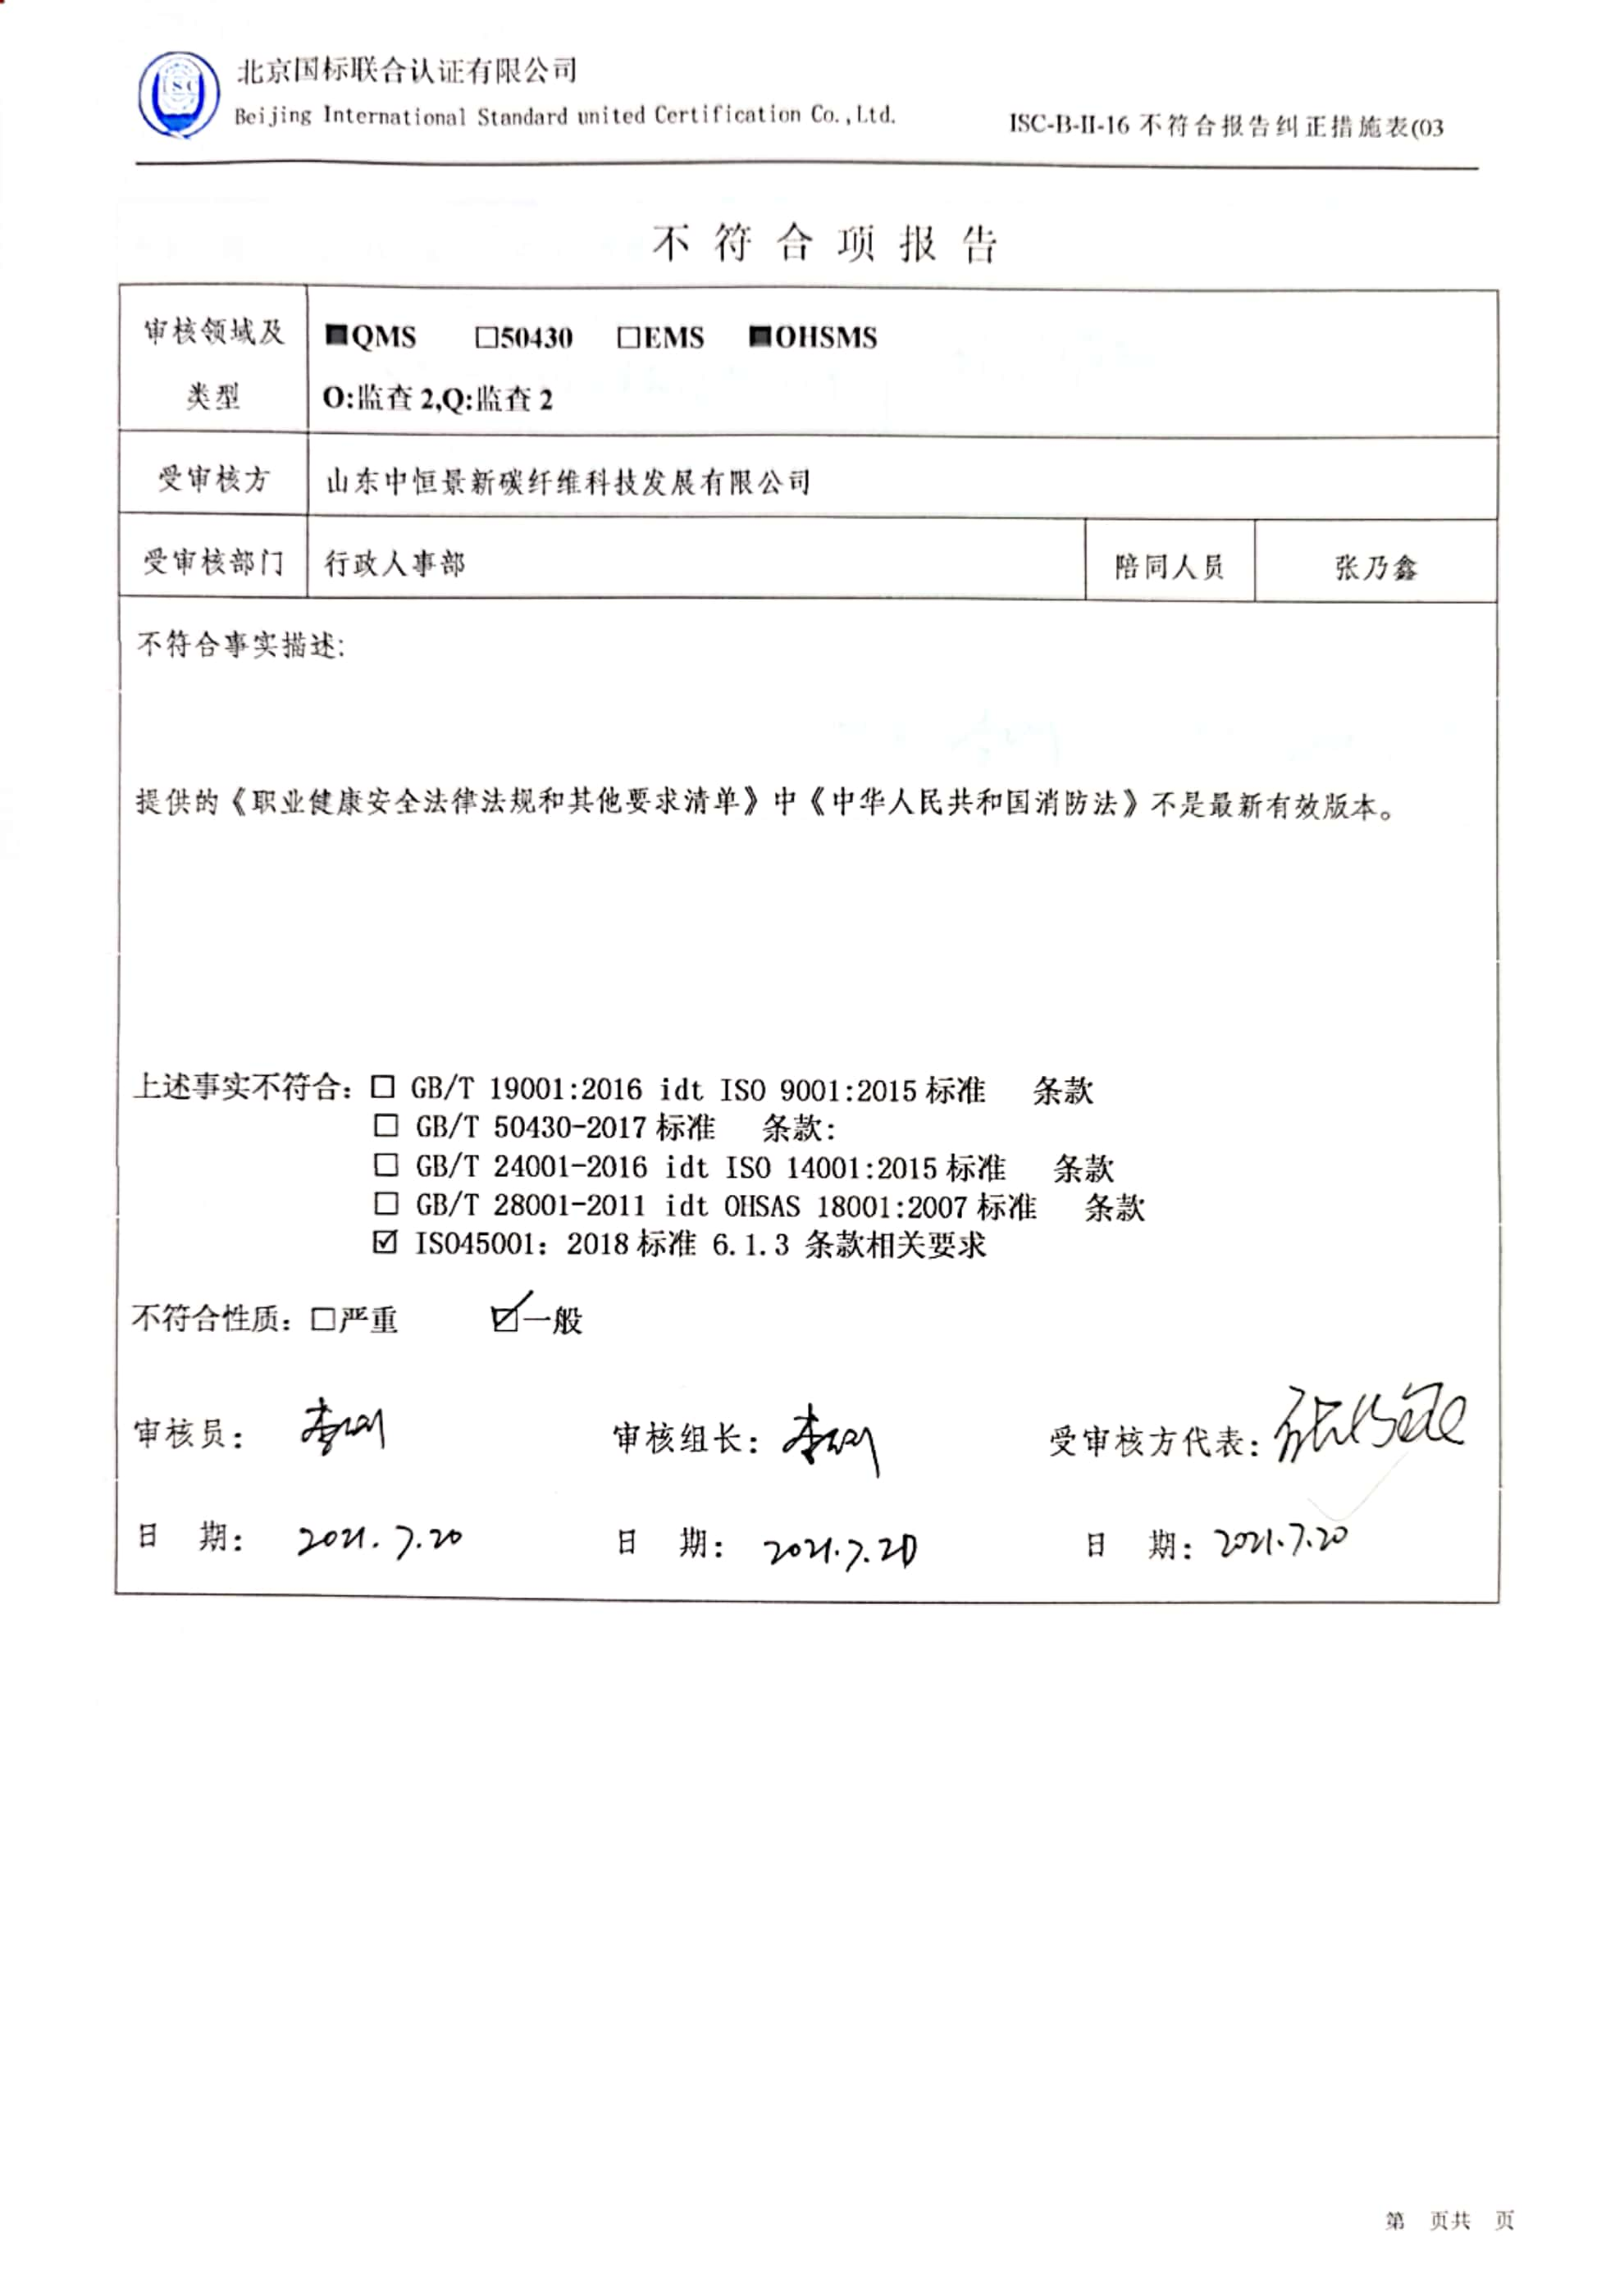 北京国标联合认证有限公司
Beijing International Standard united Certification Co.,Ltd.
ISC-B-II-16 不符合报告纠正措施表(03
不符合项报告
审核领域及类型
■QMS □50430 □EMS ■OHSMS
O:监查 2,Q:监查 2
受审核方 山东中恒景新碳纤维科技发展有限公司
受审核部门 行政人事部 陪同人员 张乃鑫
不符合事实描述:
提供的《职业健康安全法律法规和其他要求清单》中《中华人民共和国消防法》不是最新有效版本。
上述事实不符合: □ GB/T 19001:2016 idt ISO 9001:2015 标准 条款
□ GB/T 50430-2017 标准 条款:
□ GB/T 24001-2016 idt ISO 14001:2015 标准 条款
□ GB/T 28001-2011 idt OHSAS 18001:2007 标准 条款
☑ ISO45001: 2018 标准 6.1.3 条款相关要求
不符合性质: □严重 ☑一般
审核员: 审核组长: 受审核方代表:
日 期: 2021.7.20 日 期: 2021.7.20 日 期: 2021.7.20
第 页共 页